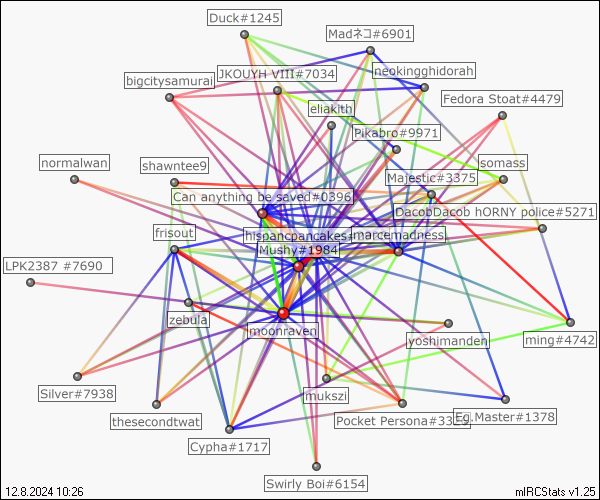 Duck#1245
Madネコ#6901
JKOUYH VIII#7034
neokingghidorah
bigcitysamurai
Fedora Stoat#4479
eliakith
Pikabro#9971
normalwan
shawntee9
somass
Majestic#3375
Can anything be saved#0396
DacobDacob hORNY police#5271
frisout
hispancpancakes
marcemadness
Mushy#1984
LPK2387 #7690
zebula
moonraven
yoshimanden
ming#4742
Silver#7938
mukszi
thesecondtwat
Pocket Persona#33
Eg.Master#1378
Cypha#1717
Swirly Boi#6154
12.8.2024 10:26
mIRCStats v1.25